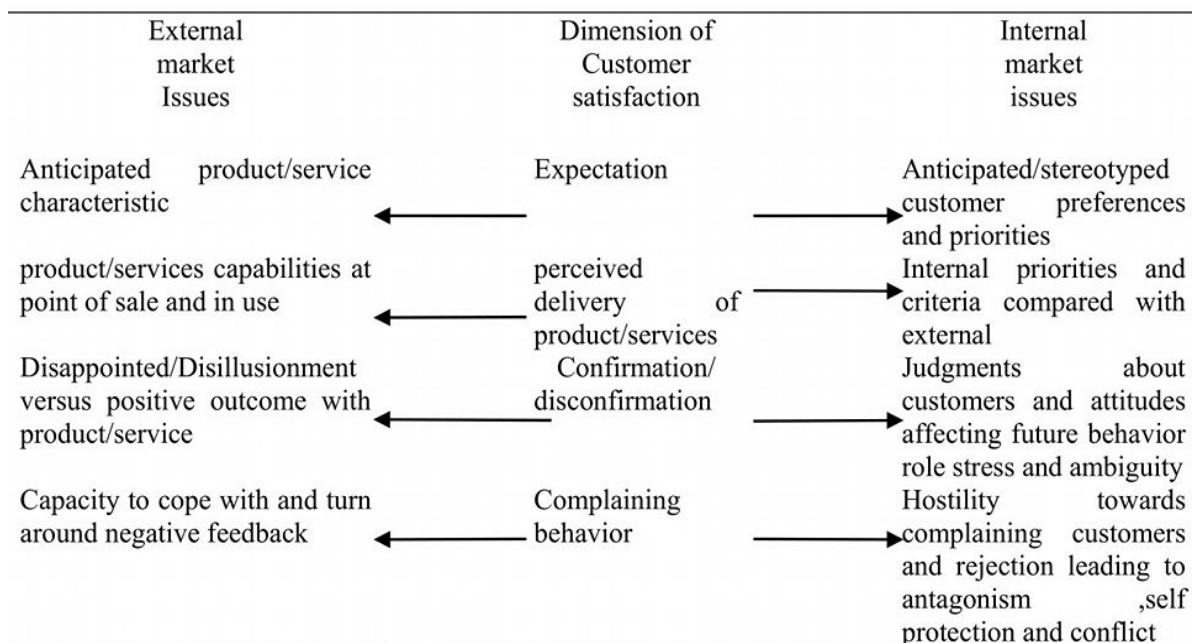 External
market
Issues
Dimension of
Customer
satisfaction
Internal
market
issues
Anticipated product/service
characteristic
Expectation
Anticipated/stereotyped
customer preferences
and priorities
product/services capabilities at
point of sale and in use
perceived
delivery of
product/services
Internal priorities and
criteria compared with
external
Disappointed/Disillusionment
versus positive outcome with
product/service
Confirmation/
disconfirmation
Judgments about
customers and attitudes
affecting future behavior
role stress and ambiguity
Capacity to cope with and turn
around negative feedback
Complaining
behavior
Hostility towards
complaining customers
and rejection leading to
antagonism ,self
protection and conflict